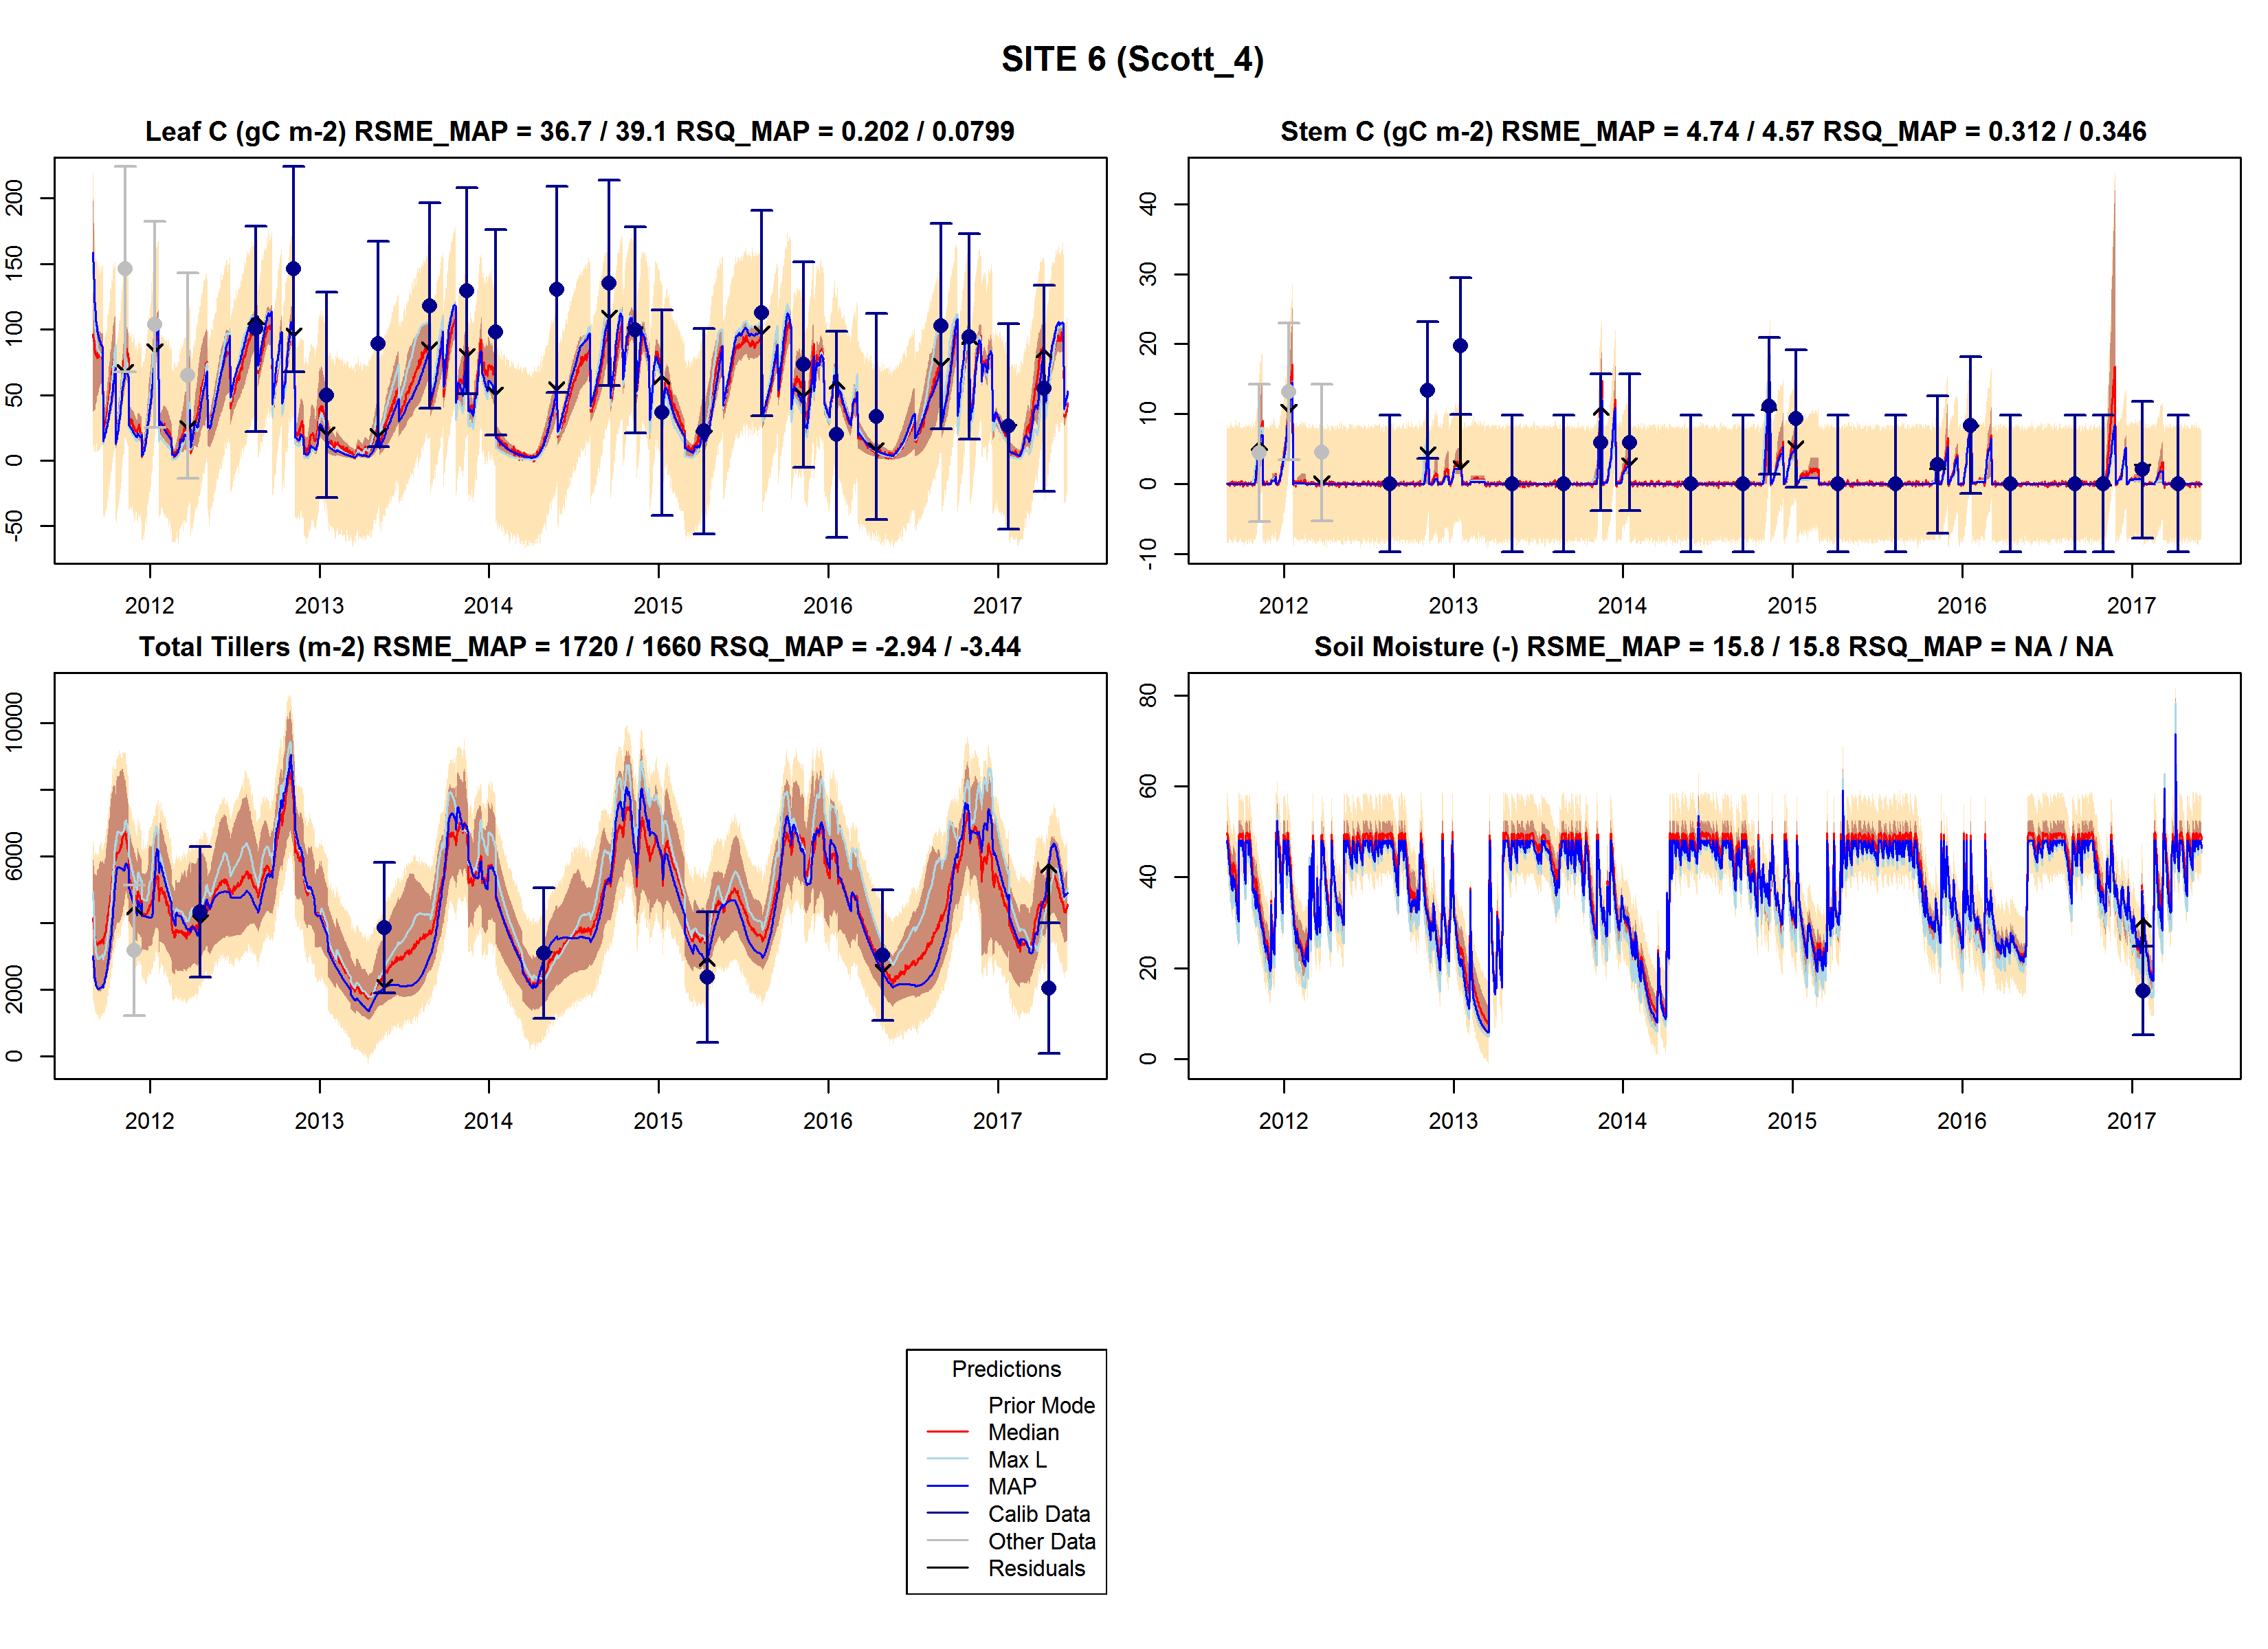 SITE 6 (Scott_4)
Leaf C (gC m-2) RSME_MAP = 36.7 / 39.1 RSQ_MAP = 0.202 / 0.0799
200
150
100
50
0
-50
2012 2013 2014 2015 2016 2017
Stem C (gC m-2) RSME_MAP = 4.74 / 4.57 RSQ_MAP = 0.312 / 0.346
40
30
20
10
0
-10
2012 2013 2014 2015 2016 2017
Total Tillers (m-2) RSME_MAP = 1720 / 1660 RSQ_MAP = -2.94 / -3.44
10000
6000
2000
0
2012 2013 2014 2015 2016 2017
Soil Moisture (-) RSME_MAP = 15.8 / 15.8 RSQ_MAP = NA / NA
80
60
40
20
0
2012 2013 2014 2015 2016 2017
Predictions
Prior Mode
Median
Max L
MAP
Calib Data
Other Data
Residuals